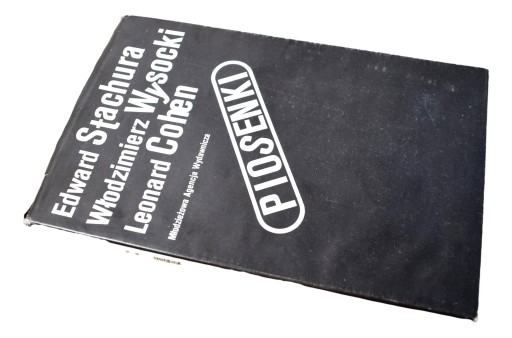 Edward Stachura
Włodzimierz Wysocki
Leonard Cohen
Młodzieżowa Agencja Wydawnicza
PIOSENKI